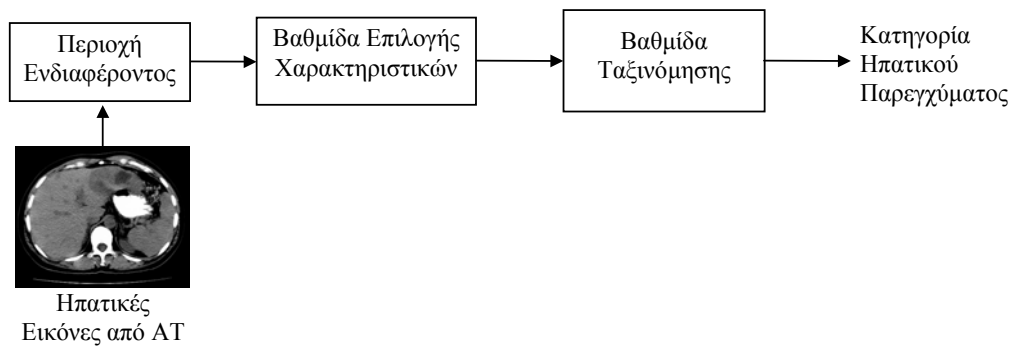 Περιοχή
Ενδιαφέροντος
Βαθμίδα Επιλογής
Χαρακτηριστικών
Βαθμίδα
Ταξινόμησης
Κατηγορία
Ηπατικού
Παρεγχύματος
Ηπατικές
Εικόνες από ΑΤ